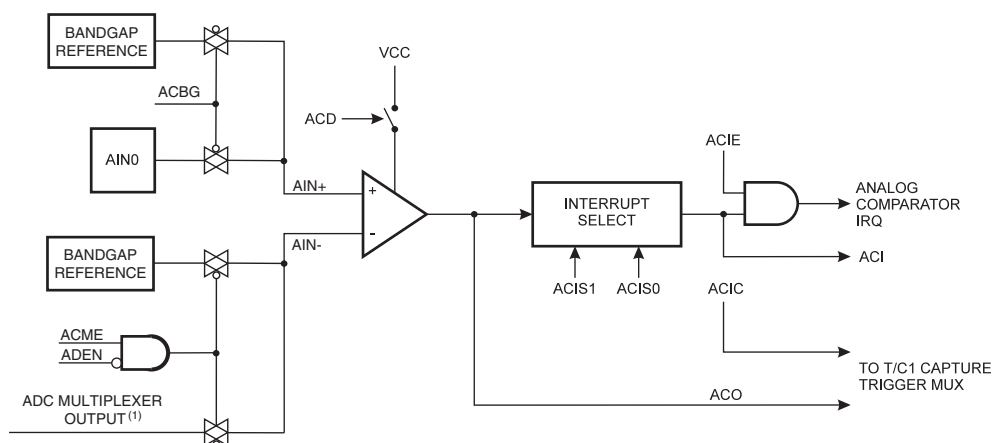 BANDGAP
REFERENCE
ACBG
AIN0
VCC
ACD
AIN+
+
AIN-
-
BANDGAP
REFERENCE
ACME
ADEN
ADC MULTIPLEXER
OUTPUT (1)
INTERRUPT
SELECT
ACIS1
ACIS0
ACIE
ANALOG
COMPARATOR
IRQ
ACI
ACIC
TO T/C1 CAPTURE
TRIGGER MUX
ACO